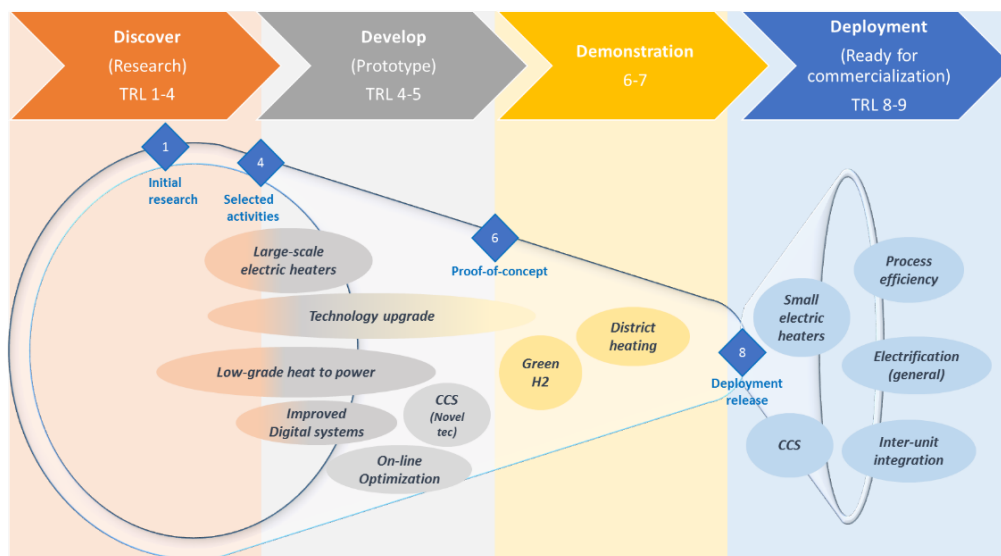 Discover
(Research)
TRL 1-4
Develop
(Prototype)
TRL 4-5
Demonstration
6-7
Deployment
(Ready for
commercialization)
TRL 8-9
1
Initial
research
4
Selected
activities
6
Proof-of-concept
8
Deployment
release
Large-scale
electric heaters
Technology upgrade
Low-grade heat to power
Improved
Digital systems
CCS
(Novel
tec)
On-line
Optimization
Green
H2
District
heating
Small
electric
heaters
Process
efficiency
Electrification
(general)
CCS
Inter-unit
integration